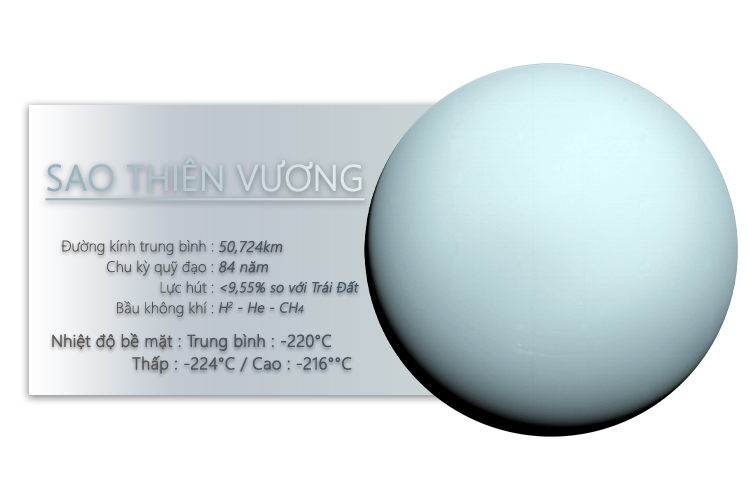 SAO THIÊN VƯƠNG
Đường kính trung bình : 50,724km
Chu kỳ quỹ đạo : 84 năm
Lực hút : <9,55% so với Trái Đất
Bầu không khí : H² - He - CH₄
Nhiệt độ bề mặt : Trung bình : -220°C
Thấp : -224°C / Cao : -216°°C